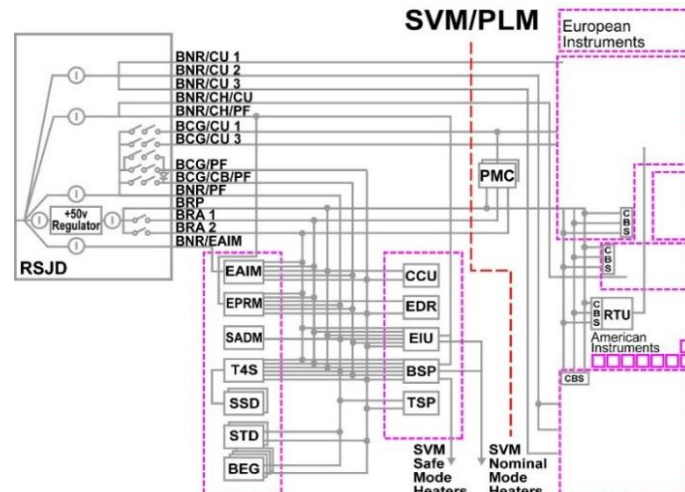 SVM/PLM
European
Instruments
BNR/CU 1
BNR/CU 2
BNR/CU 3
BNR/CH/CU
BNR/CH/PF
BCG/CU 1
BCG/CU 3
BCG/PF
BCG/CB/PF
BNR/PF
BRP
BRA 1
BRA 2
BNR/EAIM
+50v
Regulator
RSJD
PMC
CBS
CBS
CBS
RTU
American
Instruments
CBS
EAIM
EPRM
SADM
T4S
SSD
STD
BEG
CCU
EDR
EIU
BSP
TSP
SVM
Safe
Mode
Heaters
SVM
Nominal
Mode
Heaters